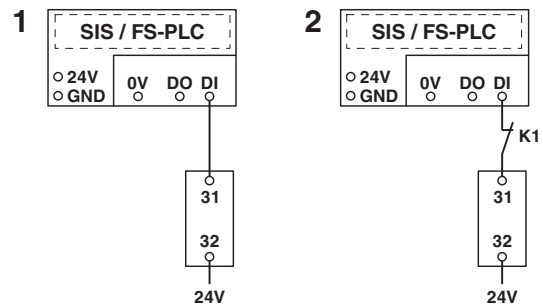 1
SIS / FS-PLC
24V
GND
0V DO DI
31
32
24V
2
SIS / FS-PLC
24V
GND
0V DO DI
K1
31
32
24V